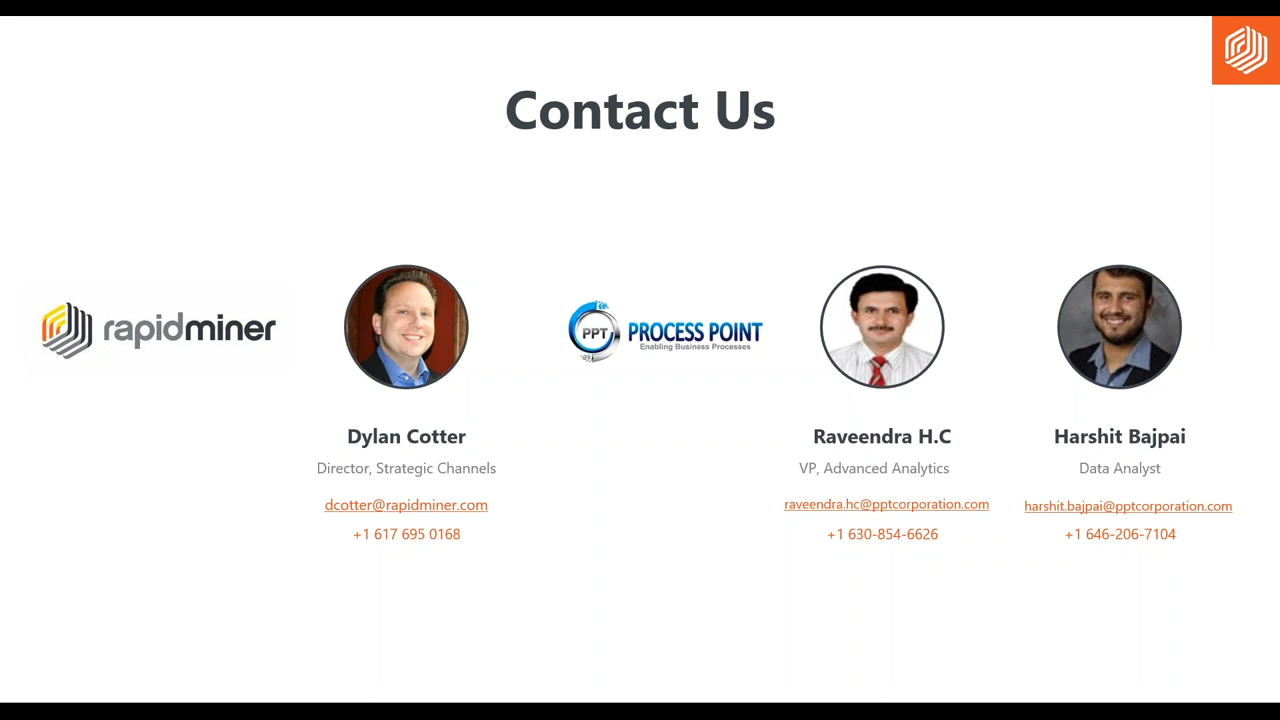 Contact Us
rapidminer
PPT
PROCESS POINT
Enabling Business Processes
Dylan Cotter
Director, Strategic Channels
dcotter@rapidminer.com
+1 617 695 0168
Raveendra H.C
VP, Advanced Analytics
raveendra.hc@pptcorporation.com
+1 630-854-6626
Harshit Bajpai
Data Analyst
harshit.bajpai@pptcorporation.com
+1 646-206-7104